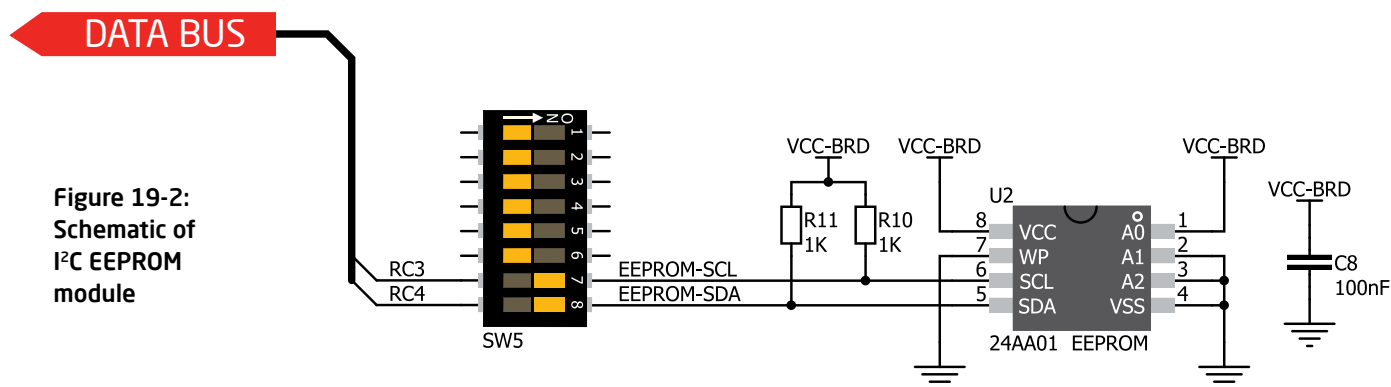 DATA BUS
Figure 19-2:
Schematic of
I²C EEPROM
module
ON
1
2
3
4
5
6
7
8
SW5
RC3
RC4
EEPROM-SCL
EEPROM-SDA
VCC-BRD
R11
1K
R10
1K
VCC-BRD
U2
8
7
6
5
VCC
WP
SCL
SDA
A0
A1
A2
VSS
1
2
3
4
24AA01 EEPROM
VCC-BRD
VCC-BRD
C8
100nF